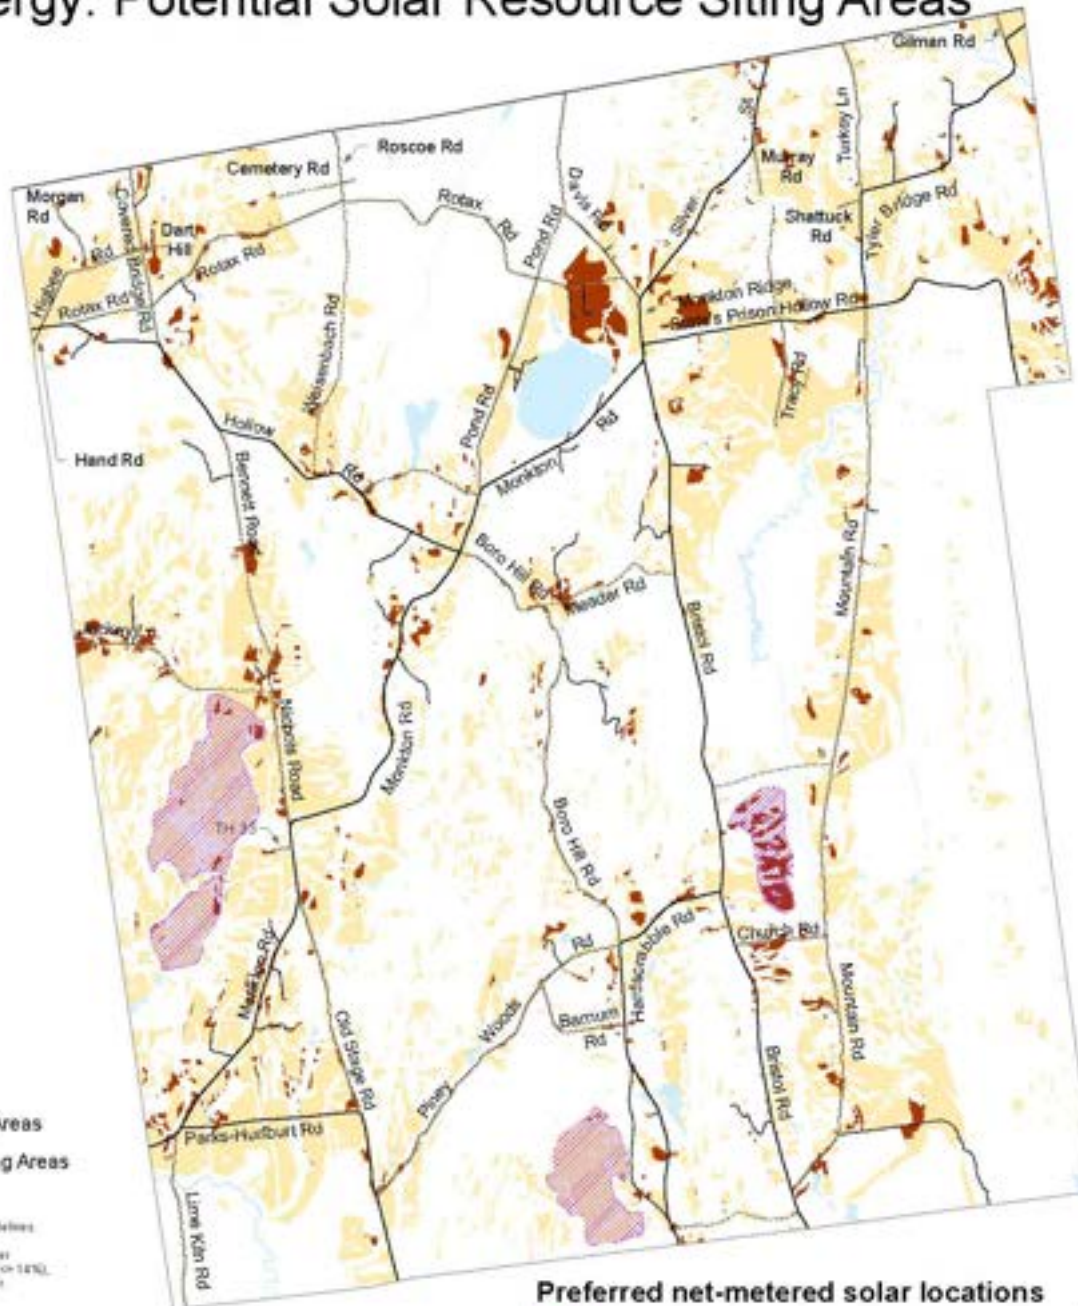 ergy: Potential Solar Resource Siting Areas
Gilman Rd
Roscoe Rd
Cemetery Rd
St
Turkey Ln
Murray
Rd
Morgan
Rd
Covered Bridge Rd
Dart
Hill
Rotax
Rd
Davis Rd
Silver
Shattuck
Rd
Tyler Bridge Rd
Rd
Rotax Rd
Pond Rd
Rotax Rd
Monkton Ridge
Prison Hollow Rd
Weisenbach Rd
Tracy Rd
Hollow
Rd
Pond Rd
Rd
Monkton
Hand Rd
Bennett Road
Mountain Rd
Boro Hill Rd
Meader Rd
Bristol Rd
Nichols Road
Monkton Rd
TH 35
Boro Hill Rd
Church Rd
Rd
Hardscrabble Rd
Mountain Rd
Woods
Barnum
Rd
Old Stage Rd
Piney
Bristol Rd
Parks-Hurlburt Rd
reas
g Areas
Lime Kiln Rd
Preferred net-metered solar locations